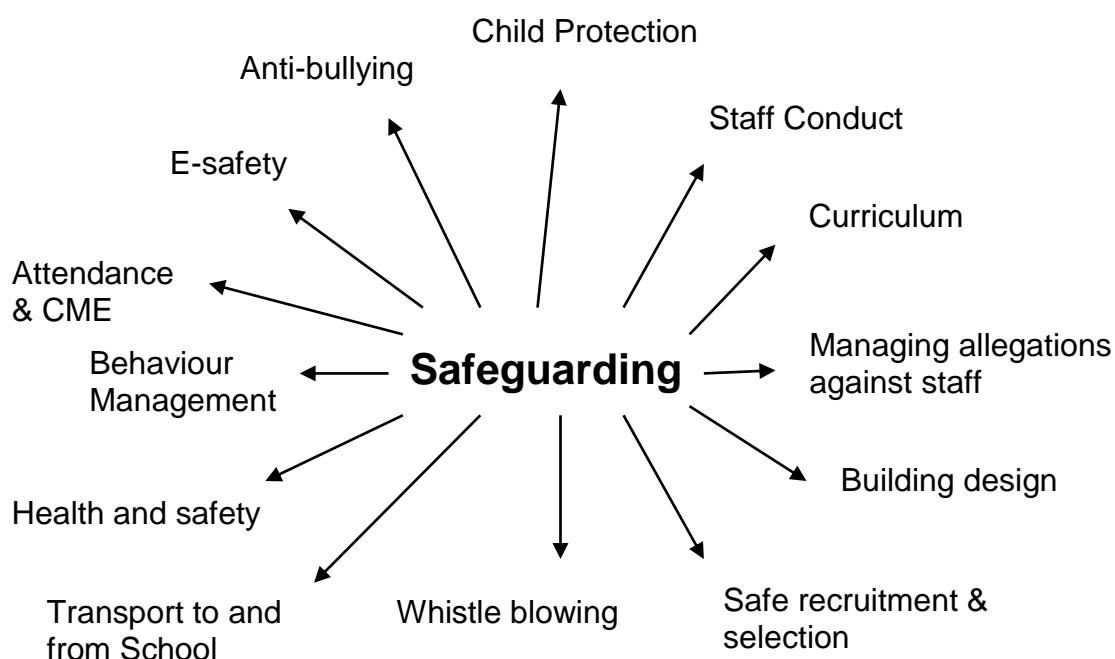 Child Protection
Anti-bullying
Staff Conduct
E-safety
Curriculum
Attendance
& CME
Behaviour
Management
Safeguarding
Managing allegations
against staff
Building design
Health and safety
Transport to and
from School
Whistle blowing
Safe recruitment &
selection